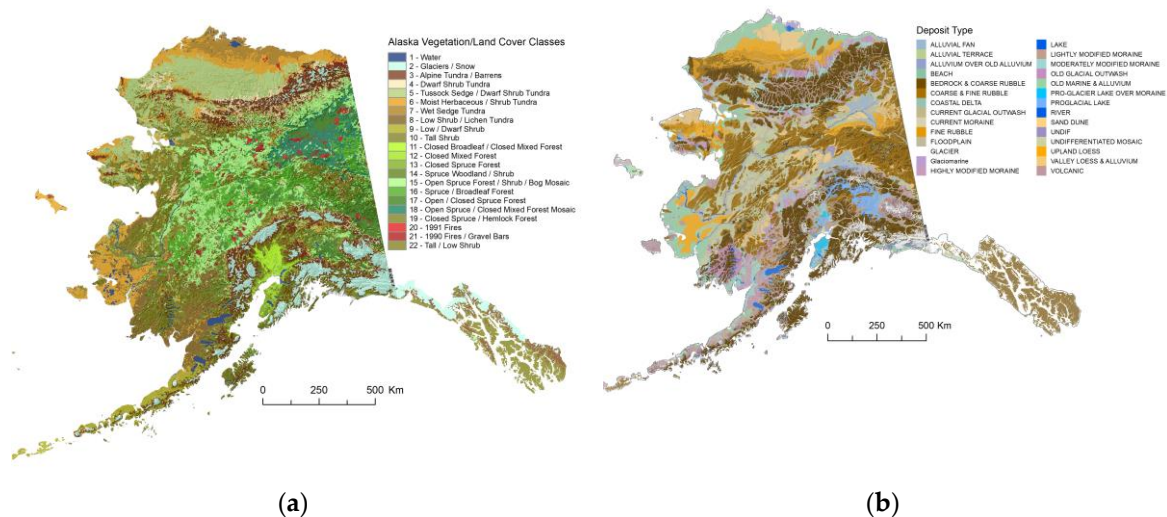 Alaska Vegetation/Land Cover Classes
1 - Water
2 - Glaciers / Snow
3 - Alpine Tundra / Barrens
4 - Dwarf Shrub Tundra
5 - Tussock Sedge / Dwarf Shrub Tundra
6 - Moist Herbaceous / Shrub Tundra
7 - Wet Sedge Tundra
8 - Low Shrub / Lichen Tundra
9 - Low / Dwarf Shrub
10 - Tall Shrub
11 - Closed Broadleaf / Closed Mixed Forest
12 - Closed Mixed Forest
13 - Closed Spruce Forest
14 - Spruce Woodland / Shrub
15 - Open Spruce Forest / Shrub / Bog Mosaic
16 - Spruce / Broadleaf Forest
17 - Open / Closed Spruce Forest
18 - Open Spruce / Closed Mixed Forest Mosaic
19 - Closed Spruce / Hemlock Forest
20 - 1991 Fires
21 - 1990 Fires / Gravel Bars
22 - Tall / Low Shrub
0 250 500 Km
(a)
Deposit Type
ALLUVIAL FAN
ALLUVIAL TERRACE
ALLUVIUM OVER OLD ALLUVIUM
BEACH
BEDROCK & COARSE RUBBLE
COARSE & FINE RUBBLE
COASTAL DELTA
CURRENT GLACIAL OUTWASH
CURRENT MORAINE
FINE RUBBLE
FLOODPLAIN
GLACIER
Glaciomarine
HIGHLY MODIFIED MORAINE
LAKE
LIGHTLY MODIFIED MORAINE
MODERATELY MODIFIED MORAINE
OLD GLACIAL OUTWASH
OLD MARINE & ALLUVIUM
PRO-GLACIER LAKE OVER MORAINE
PROGLACIAL LAKE
RIVER
SAND DUNE
UNDIF
UNDIFFERENTIATED MOSAIC
UPLAND LOESS
VALLEY LOESS & ALLUVIUM
VOLCANIC
0 250 500 Km
(b)